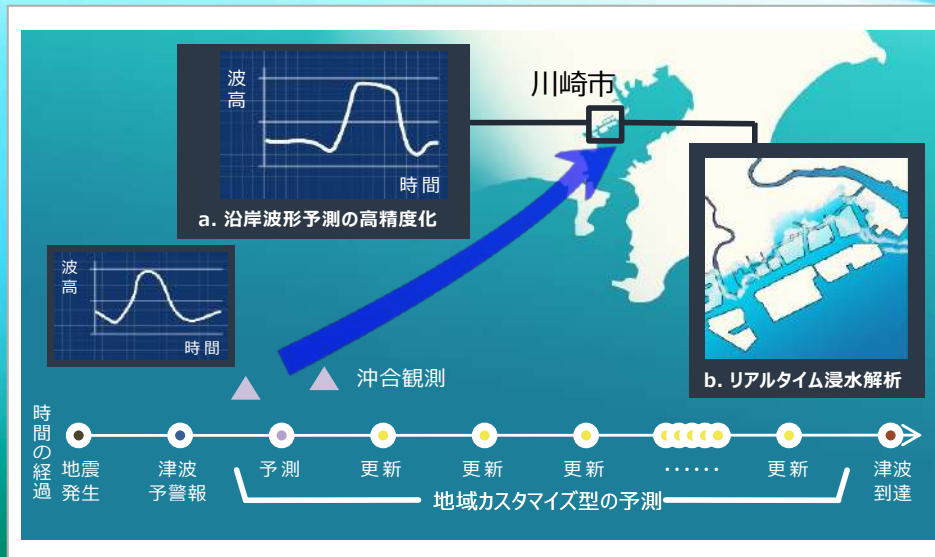 波高
時間
a. 沿岸波形予測の高精度化
川崎市
波高
時間
b. リアルタイム浸水解析
沖合観測
時間の経過
地震
発生
津波
予警報
予測
更新
更新
更新
……
更新
津波
到達
地域カスタマイズ型の予測